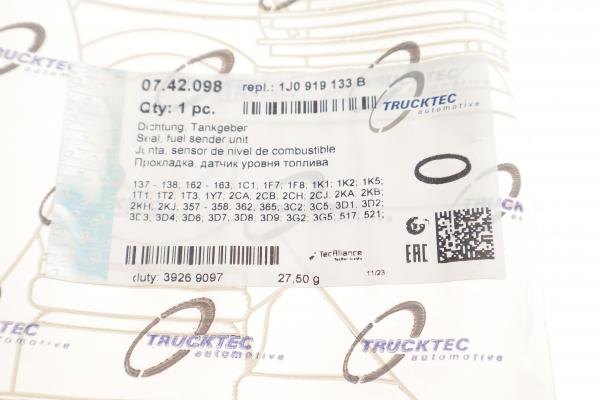 TRUCKTEC
automotive
07.42.098
repl.: 1J0 919 133 B
Qty: 1 pc.
TRUCKTEC
automotive
Dichtung, Tankgeber
Seal, fuel sender unit
Junta, sensor de nivel de combustible
Прокладка, датчик уровня топлива
137 - 138, 162 - 163, 1C1, 1F7, 1F8, 1K1; 1K2; 1K5;
1T1, 1T2, 1T3, 1Y7; 2CA, 2CB, 2CH; 2CJ, 2KA, 2KB;
2KH; 2KJ, 357 - 358, 362, 365; 3C2; 3C5, 3D1, 3D2;
3D3, 3D4, 3D6, 3D7, 3D8, 3D9; 3G2, 3G5, 517; 521;
TecAlliance
EAC
duty: 3926 9097
27,50 g
11/23
TRUCKTEC
automotive
TRUCKTEC
automotive